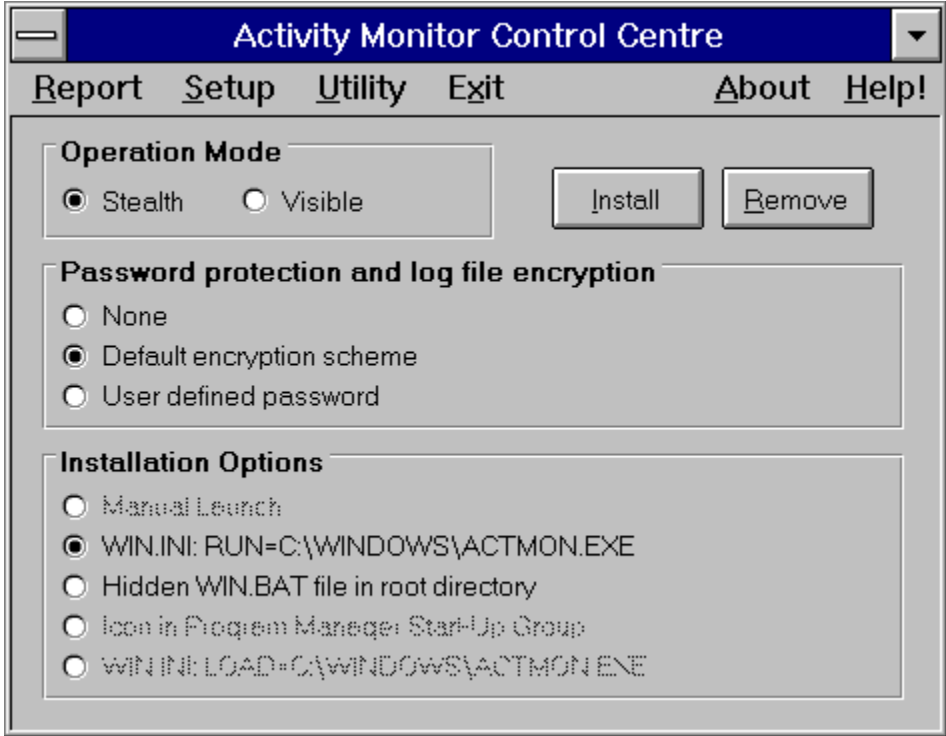 Activity Monitor Control Centre
Report Setup Utility Exit About Help!
Operation Mode
Stealth Visible Install Remove
Password protection and log file encryption
None
Default encryption scheme
User defined password
Installation Options
Manual Launch
WIN.INI: RUN=C:\WINDOWS\ACTMON.EXE
Hidden WIN.BAT file in root directory
Icon in Program Manager Start-Up Group
WIN.INI: LOAD=C:\WINDOWS\ACTMON.EXE